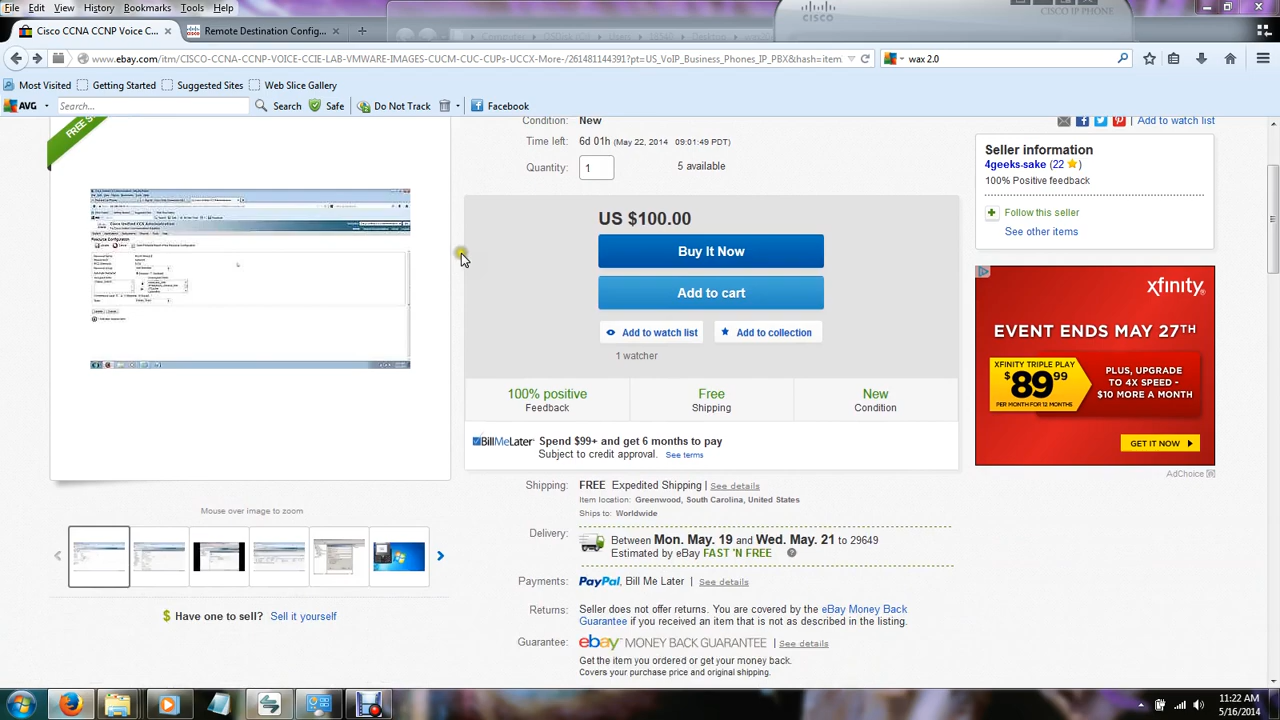 File Edit View History Bookmarks Tools Help
CISCO
CISCO IP PHONE
Cisco CCNA CCNP Voice C... ×
Remote Destination Config... × +
www.ebay.com/itm/CISCO-CCNA-CCNP-VOICE-CCIE-LAB-VMWARE-IMAGES-CUCM-CUC-CUPs-UCCX-More-/261481144391?pt=US_VoIP_Business_Phones_IP_PBX&hash=item
wax 2.0
Most Visited Getting Started Suggested Sites Web Slice Gallery
AVG Search... Search Safe Do Not Track Facebook
FREE S
Condition: New
Add to watch list
Time left: 6d 01h (May 22, 2014 09:01:49 PDT)
Quantity: 1 5 available
Seller information
4geeks-sake (22 )
100% Positive feedback
Follow this seller
See other items
US $100.00
Buy It Now
Add to cart
Add to watch list Add to collection
1 watcher
100% positive
Feedback
Free
Shipping
New
Condition
BillMeLater Spend $99+ and get 6 months to pay
Subject to credit approval. See terms
xfinity
EVENT ENDS MAY 27TH
XFINITY TRIPLE PLAY
$89.99
PER MONTH FOR 12 MONTHS
PLUS, UPGRADE
TO 4X SPEED -
$10 MORE A MONTH
GET IT NOW
AdChoice
Shipping: FREE Expedited Shipping | See details
Item location: Greenwood, South Carolina, United States
Ships to: Worldwide
Mouse over image to zoom
Delivery: Between Mon. May. 19 and Wed. May. 21 to 29649
Estimated by eBay FAST 'N FREE
Payments: PayPal, Bill Me Later | See details
Have one to sell? Sell it yourself
Returns: Seller does not offer returns. You are covered by the eBay Money Back
Guarantee if you received an item that is not as described in the listing.
Guarantee: ebay MONEY BACK GUARANTEE | See details
Get the item you ordered or get your money back.
Covers your purchase price and original shipping.
11:22 AM
5/16/2014